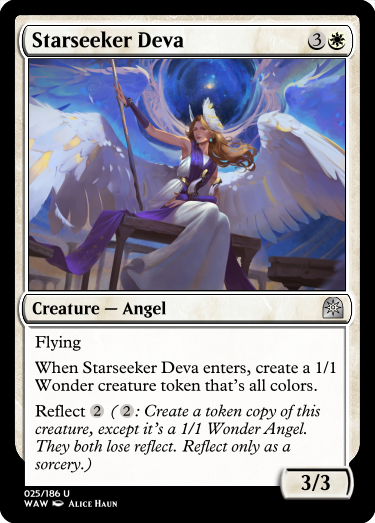 Starseeker Deva 3
Creature — Angel
Flying
When Starseeker Deva enters, create a 1/1
Wonder creature token that's all colors.
Reflect 2 ( 2: Create a token copy of this
creature, except it's a 1/1 Wonder Angel.
They both lose reflect. Reflect only as a
sorcery.)
3/3
025/186 U
WAW Alice Haun